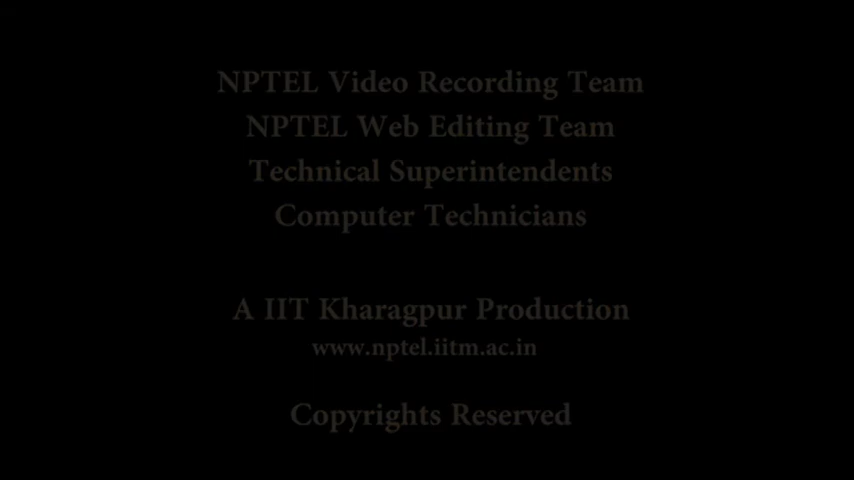 NPTEL Video Recording Team
NPTEL Web Editing Team
Technical Superintendents
Computer Technicians
A IIT Kharagpur Production
www.nptel.iitm.ac.in
Copyrights Reserved